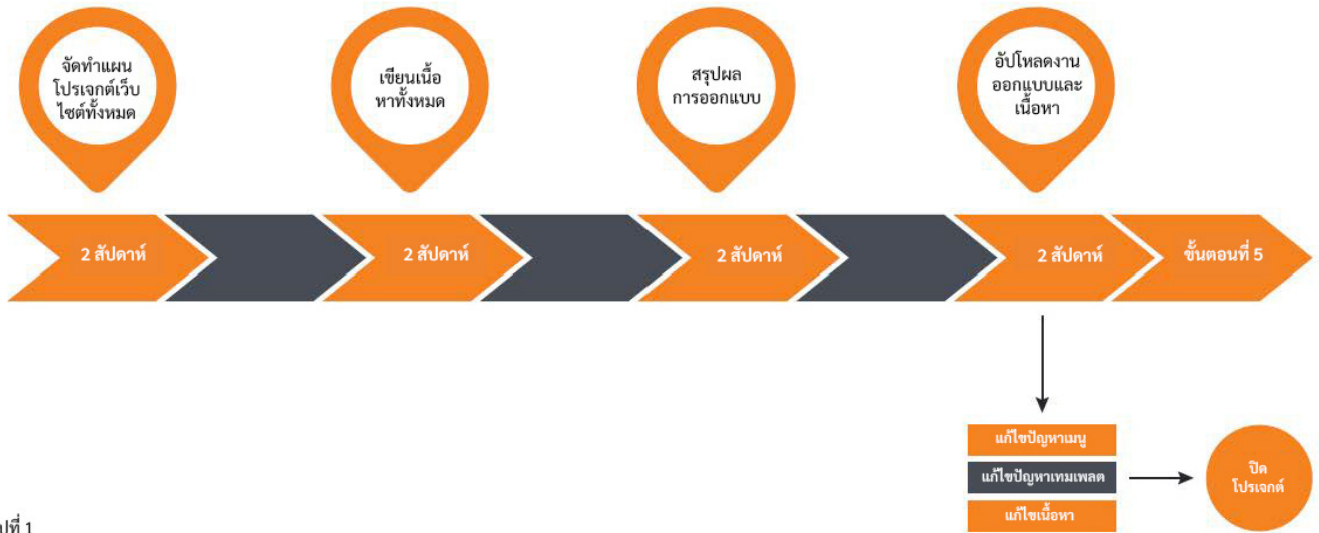 จัดทำแผน
โปรเจกต์เว็บ
ไซต์ทั้งหมด
เขียนเนื้อ
หาทั้งหมด
สรุปผล
การออกแบบ
อัปโหลดงาน
ออกแบบและ
เนื้อหา
2 สัปดาห์
2 สัปดาห์
2 สัปดาห์
2 สัปดาห์
ขั้นตอนที่ 5
แก้ไขปัญหาเมนู
แก้ไขปัญหาเทมเพลต
แก้ไขเนื้อหา
ปิด
โปรเจกต์
ที่ 1